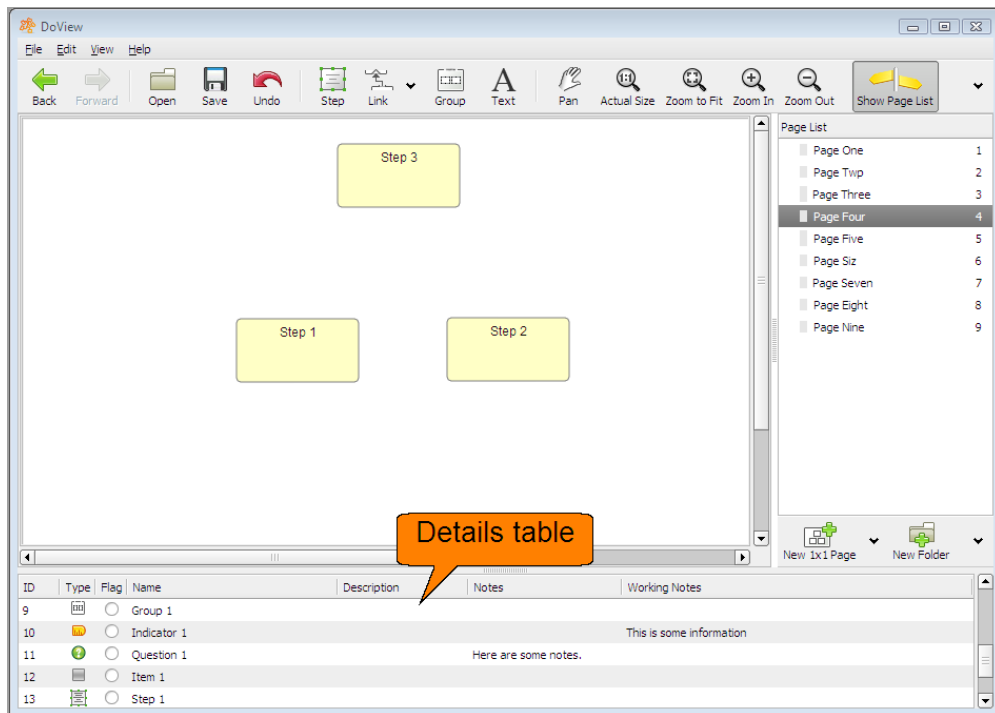 DoView
File Edit View Help
Back Forward Open Save Undo Step Link Group Text Pan Actual Size Zoom to Fit Zoom In Zoom Out Show Page List
Page List
Page One 1
Page Twp 2
Page Three 3
Page Four 4
Page Five 5
Page Siz 6
Page Seven 7
Page Eight 8
Page Nine 9
Step 3
Step 1 Step 2
Details table
New 1x1 Page New Folder
ID Type Flag Name Description Notes Working Notes
9 Group 1
10 Indicator 1 This is some information
11 Question 1 Here are some notes.
12 Item 1
13 Step 1